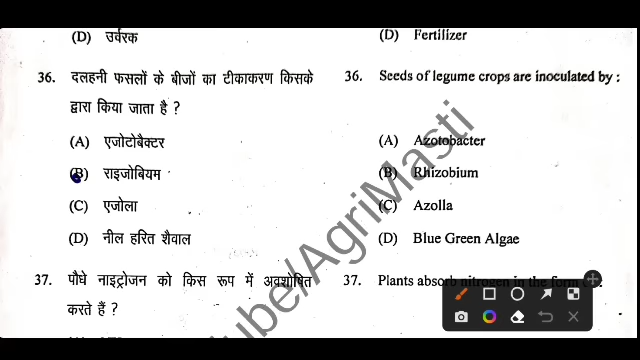 (D) उर्वरक
(D) Fertilizer
36. दलहनी फसलों के बीजों का टीकाकरण किसके
द्वारा किया जाता है ?
(A) एजोटोबैक्टर
(B) राइजोबियम
(C) एजोला
(D) नील हरित शैवाल
36. Seeds of legume crops are inoculated by :
(A) Azotobacter
(B) Rhizobium
(C) Azolla
(D) Blue Green Algae
37. पौधे नाइट्रोजन को किस रूप में अवशोषित
करते हैं ?
37. Plants absorb nitrogen in the form of
ube/AgriMasti